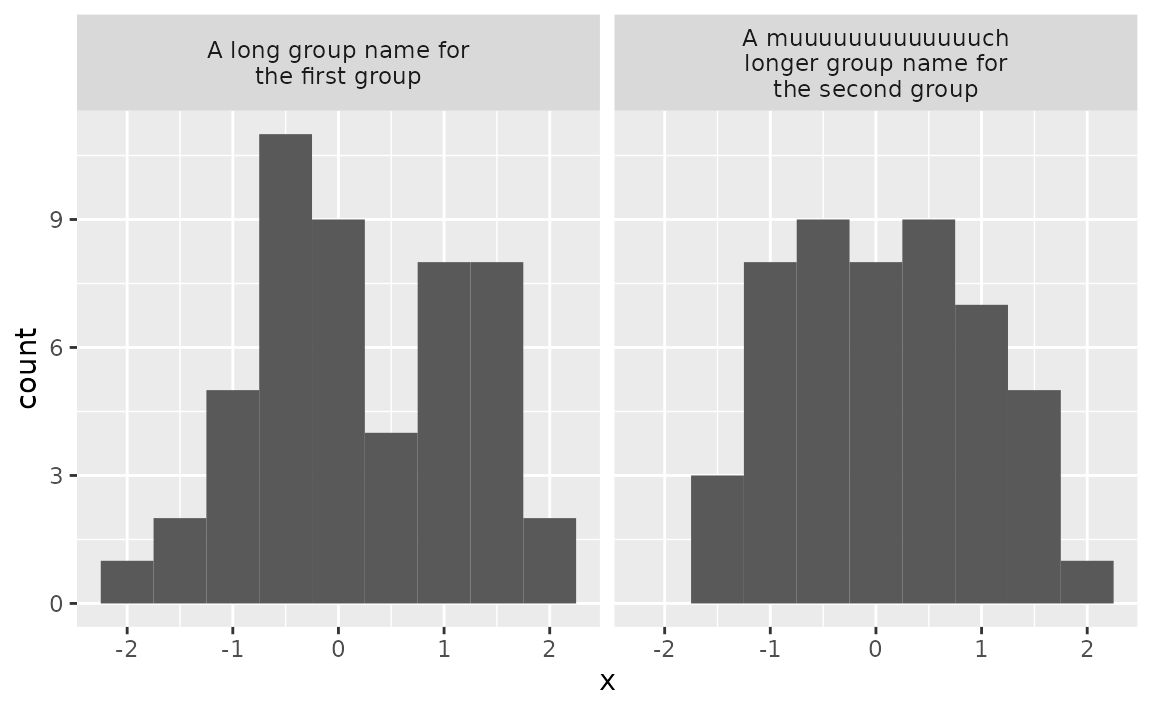 A long group name for
the first group
A muuuuuuuuuuuuuch
longer group name for
the second group
count
9
6
3
0
-2 -1 0 1 2
-2 -1 0 1 2
x